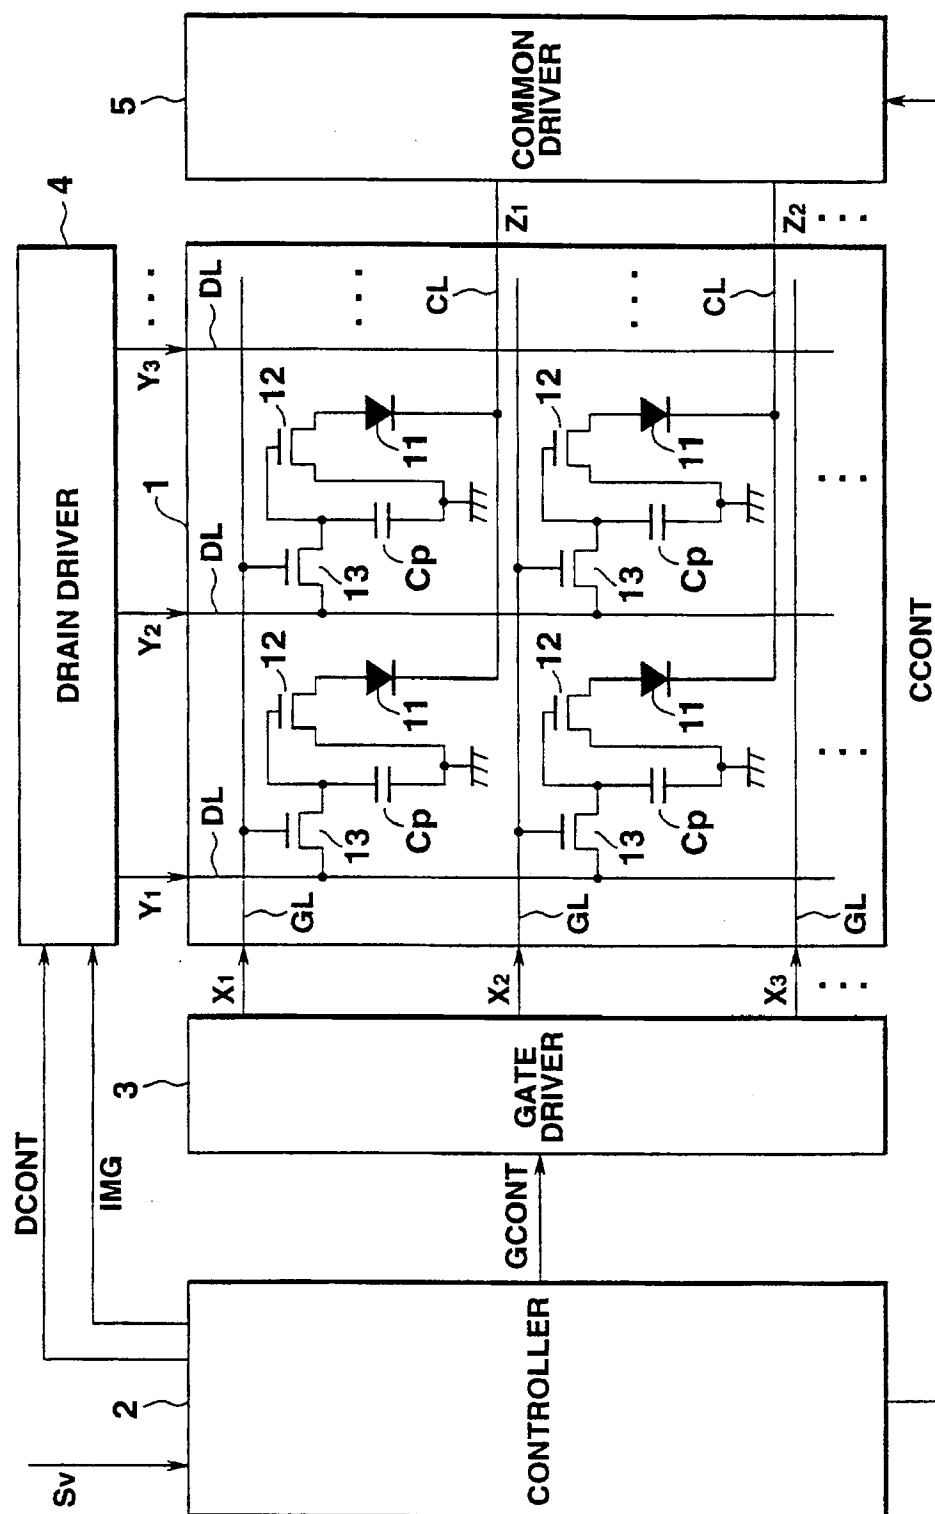 4
DRAIN DRIVER
DCONT
IMG
Y1
Y2
Y3
DL
DL
DL
1
Sv
2
CONTROLLER
GCONT
3
GATE
DRIVER
X1
X2
X3
GL
GL
GL
13
Cp
12
11
13
Cp
12
11
13
Cp
12
11
13
Cp
12
11
CL
CL
Z1
Z2
5
COMMON
DRIVER
CCONT